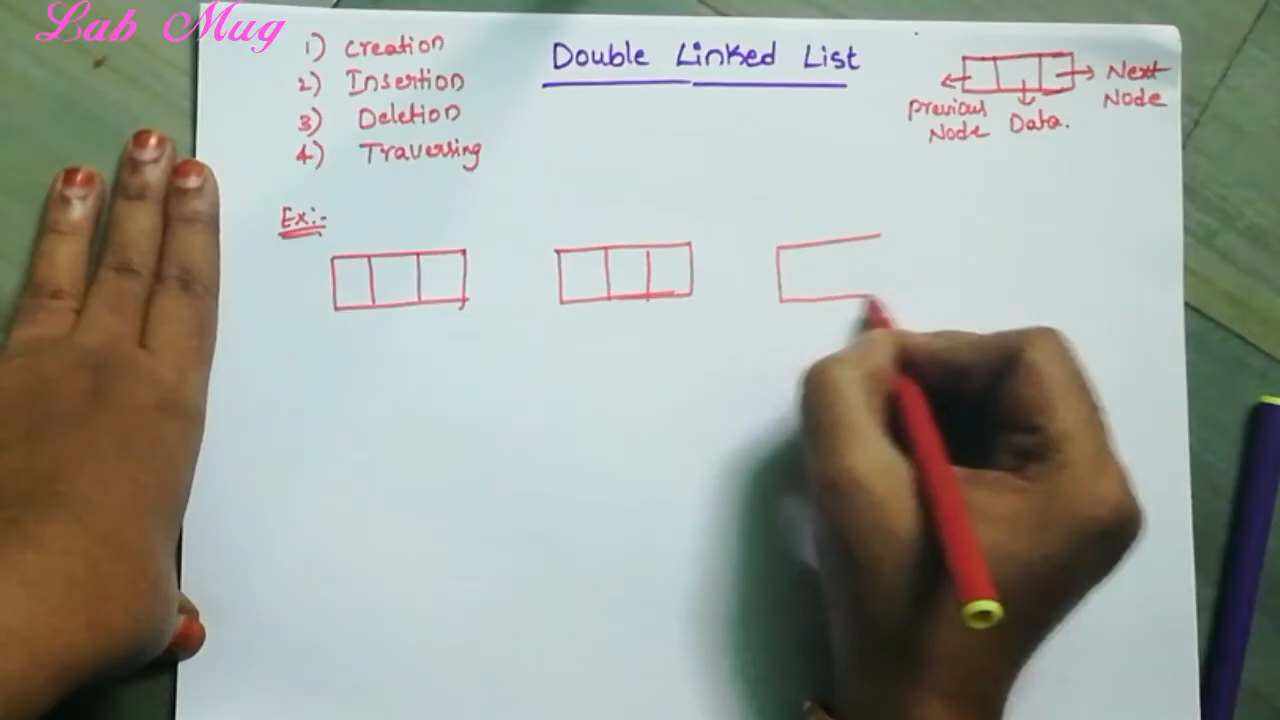 Lab Mug
1) Creation
2) Insertion
3) Deletion
4) Traversing
Double Linked List
Previous Node
Data.
Next Node
Ex:-